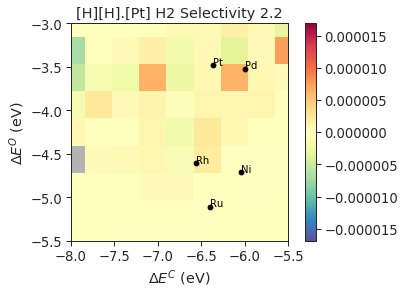 [H][H].[Pt] H2 Selectivity 2.2
−3.0
−3.5
−4.0
−4.5
−5.0
−5.5
ΔE^O (eV)
Pt
Pd
Rh
Ni
Ru
−8.0 −7.5 −7.0 −6.5 −6.0 −5.5
ΔE^C (eV)
0.000015
0.000010
0.000005
0.000000
−0.000005
−0.000010
−0.000015